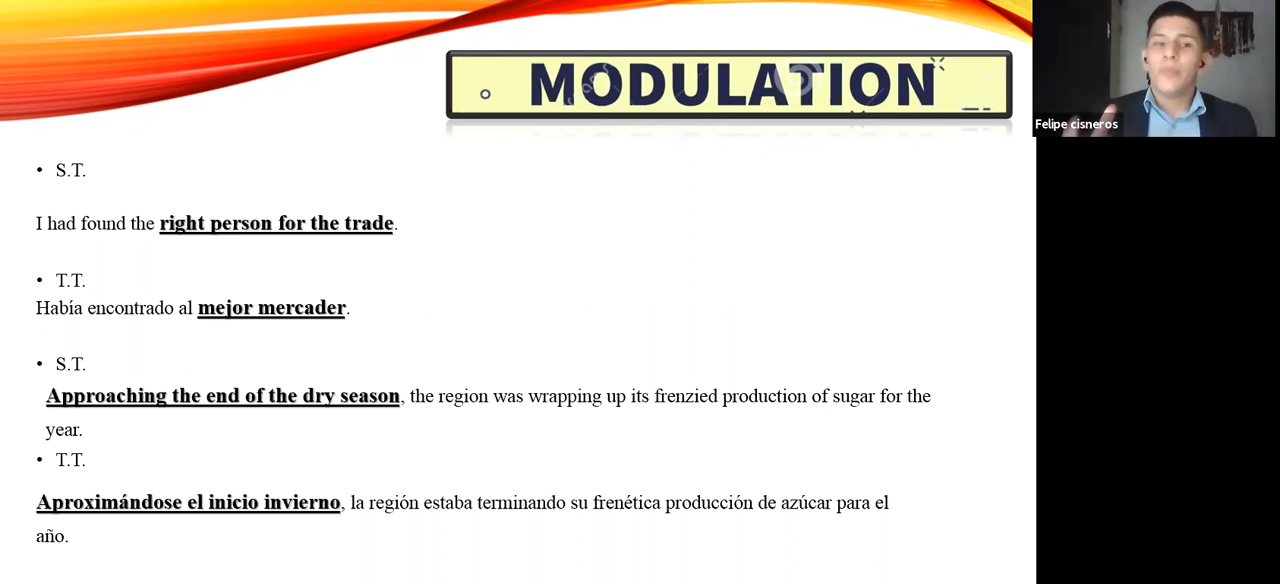 MODULATION
Felipe cisneros
• S.T.
I had found the right person for the trade.
• T.T.
Había encontrado al mejor mercader.
• S.T.
Approaching the end of the dry season, the region was wrapping up its frenzied production of sugar for the
year.
• T.T.
Aproximándose el inicio invierno, la región estaba terminando su frenética producción de azúcar para el
año.